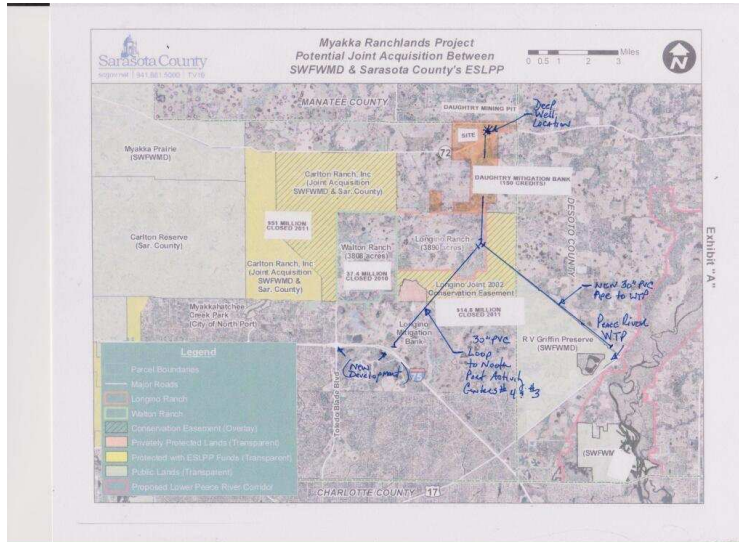 Sarasota County
Myakka Ranchlands Project
Potential Joint Acquisition Between
SWFWMD & Sarasota County's ESLPP
Miles
0 0.5 1 2 3
N
MANATEE COUNTY
DAUGHTRY MINING PIT
Deep
Well
Location
SITE
72
Myakka Prairie
(SWFWMD)
Carlton Ranch, Inc
(Joint Acquisition
SWFWMD & Sar. County)
DAUGHTRY MITIGATION BANK
(190 CREDITS)
DESOTO COUNTY
Exhibit "A"
CLOSED 2011
Carlton Reserve
(Sar. County)
Walton Ranch
(3808 acres)
Longino Ranch
Carlton Ranch, Inc
(Joint Acquisition
SWFWMD &
Sar. County)
$7.4 MILLION
CLOSED 2010
Longino Joint 2002
Conservation Easement
CLOSED 2011
NEW 30" PVC
Pipe to WTP
Myakkahatchee
Creek Park
(City of North Port)
Longino
Mitigation
Bank
Peace River
WTP
R V Griffin Preserve
(SWFWMD)
30" PVC
Loop
to North
Port Activity
Centers # 4 & #3
(New
Development)
Toledo Blade Blvd
75
Legend
Parcel Boundaries
Major Roads
Longino Ranch
Walton Ranch
Conservation Easement (Overlay)
Privately Protected Lands (Transparent)
Protected with ESLPP Funds (Transparent)
Public Lands (Transparent)
Proposed Lower Peace River Corridor
(SWFWM
CHARLOTTE COUNTY
17